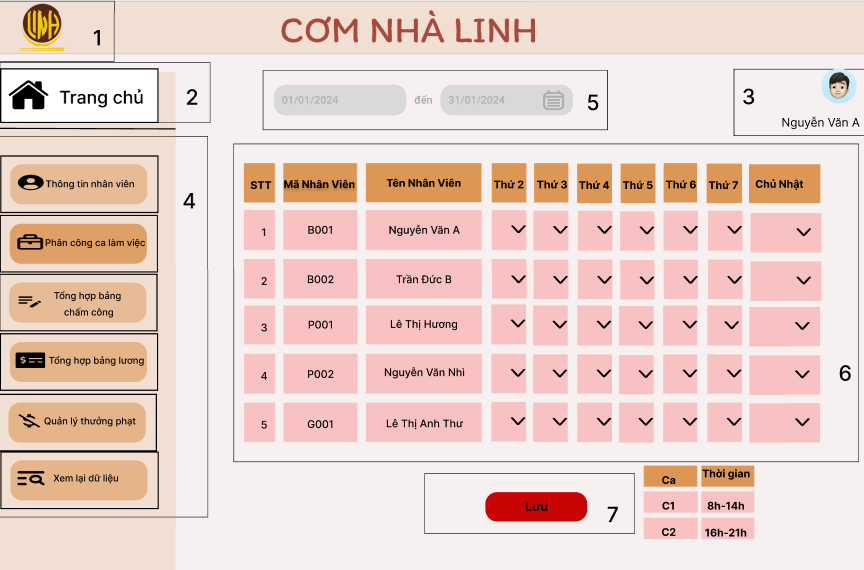 CƠM NHÀ LINH
1
Trang chủ
2
01/01/2024 đến 31/01/2024
5
3
Nguyễn Văn A
4
Thông tin nhân viên
Phân công ca làm việc
Tổng hợp bảng
chấm công
Tổng hợp bảng lương
Quản lý thưởng phạt
Xem lại dữ liệu
STT Mã Nhân Viên Tên Nhân Viên Thứ 2 Thứ 3 Thứ 4 Thứ 5 Thứ 6 Thứ 7 Chủ Nhật
1 B001 Nguyễn Văn A
2 B002 Trần Đức B
3 P001 Lê Thị Hương
4 P002 Nguyễn Văn Nhì
5 G001 Lê Thị Anh Thư
6
Lưu
7
Ca Thời gian
C1 8h-14h
C2 16h-21h